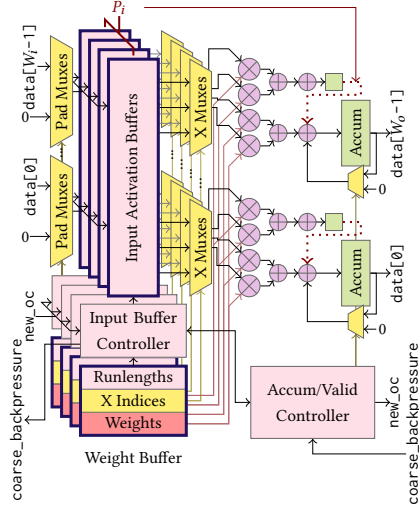 P_i
data[W_i-1]
0
Pad Muxes
Input Activation Buffers
X Muxes
Accum
data[W_o-1]
0
data[0]
0
Pad Muxes
X Muxes
Accum
data[0]
0
new_oc
Input Buffer
Controller
coarse_backpressure
Runlengths
X Indices
Weights
Weight Buffer
Accum/Valid
Controller
new_oc
coarse_backpressure